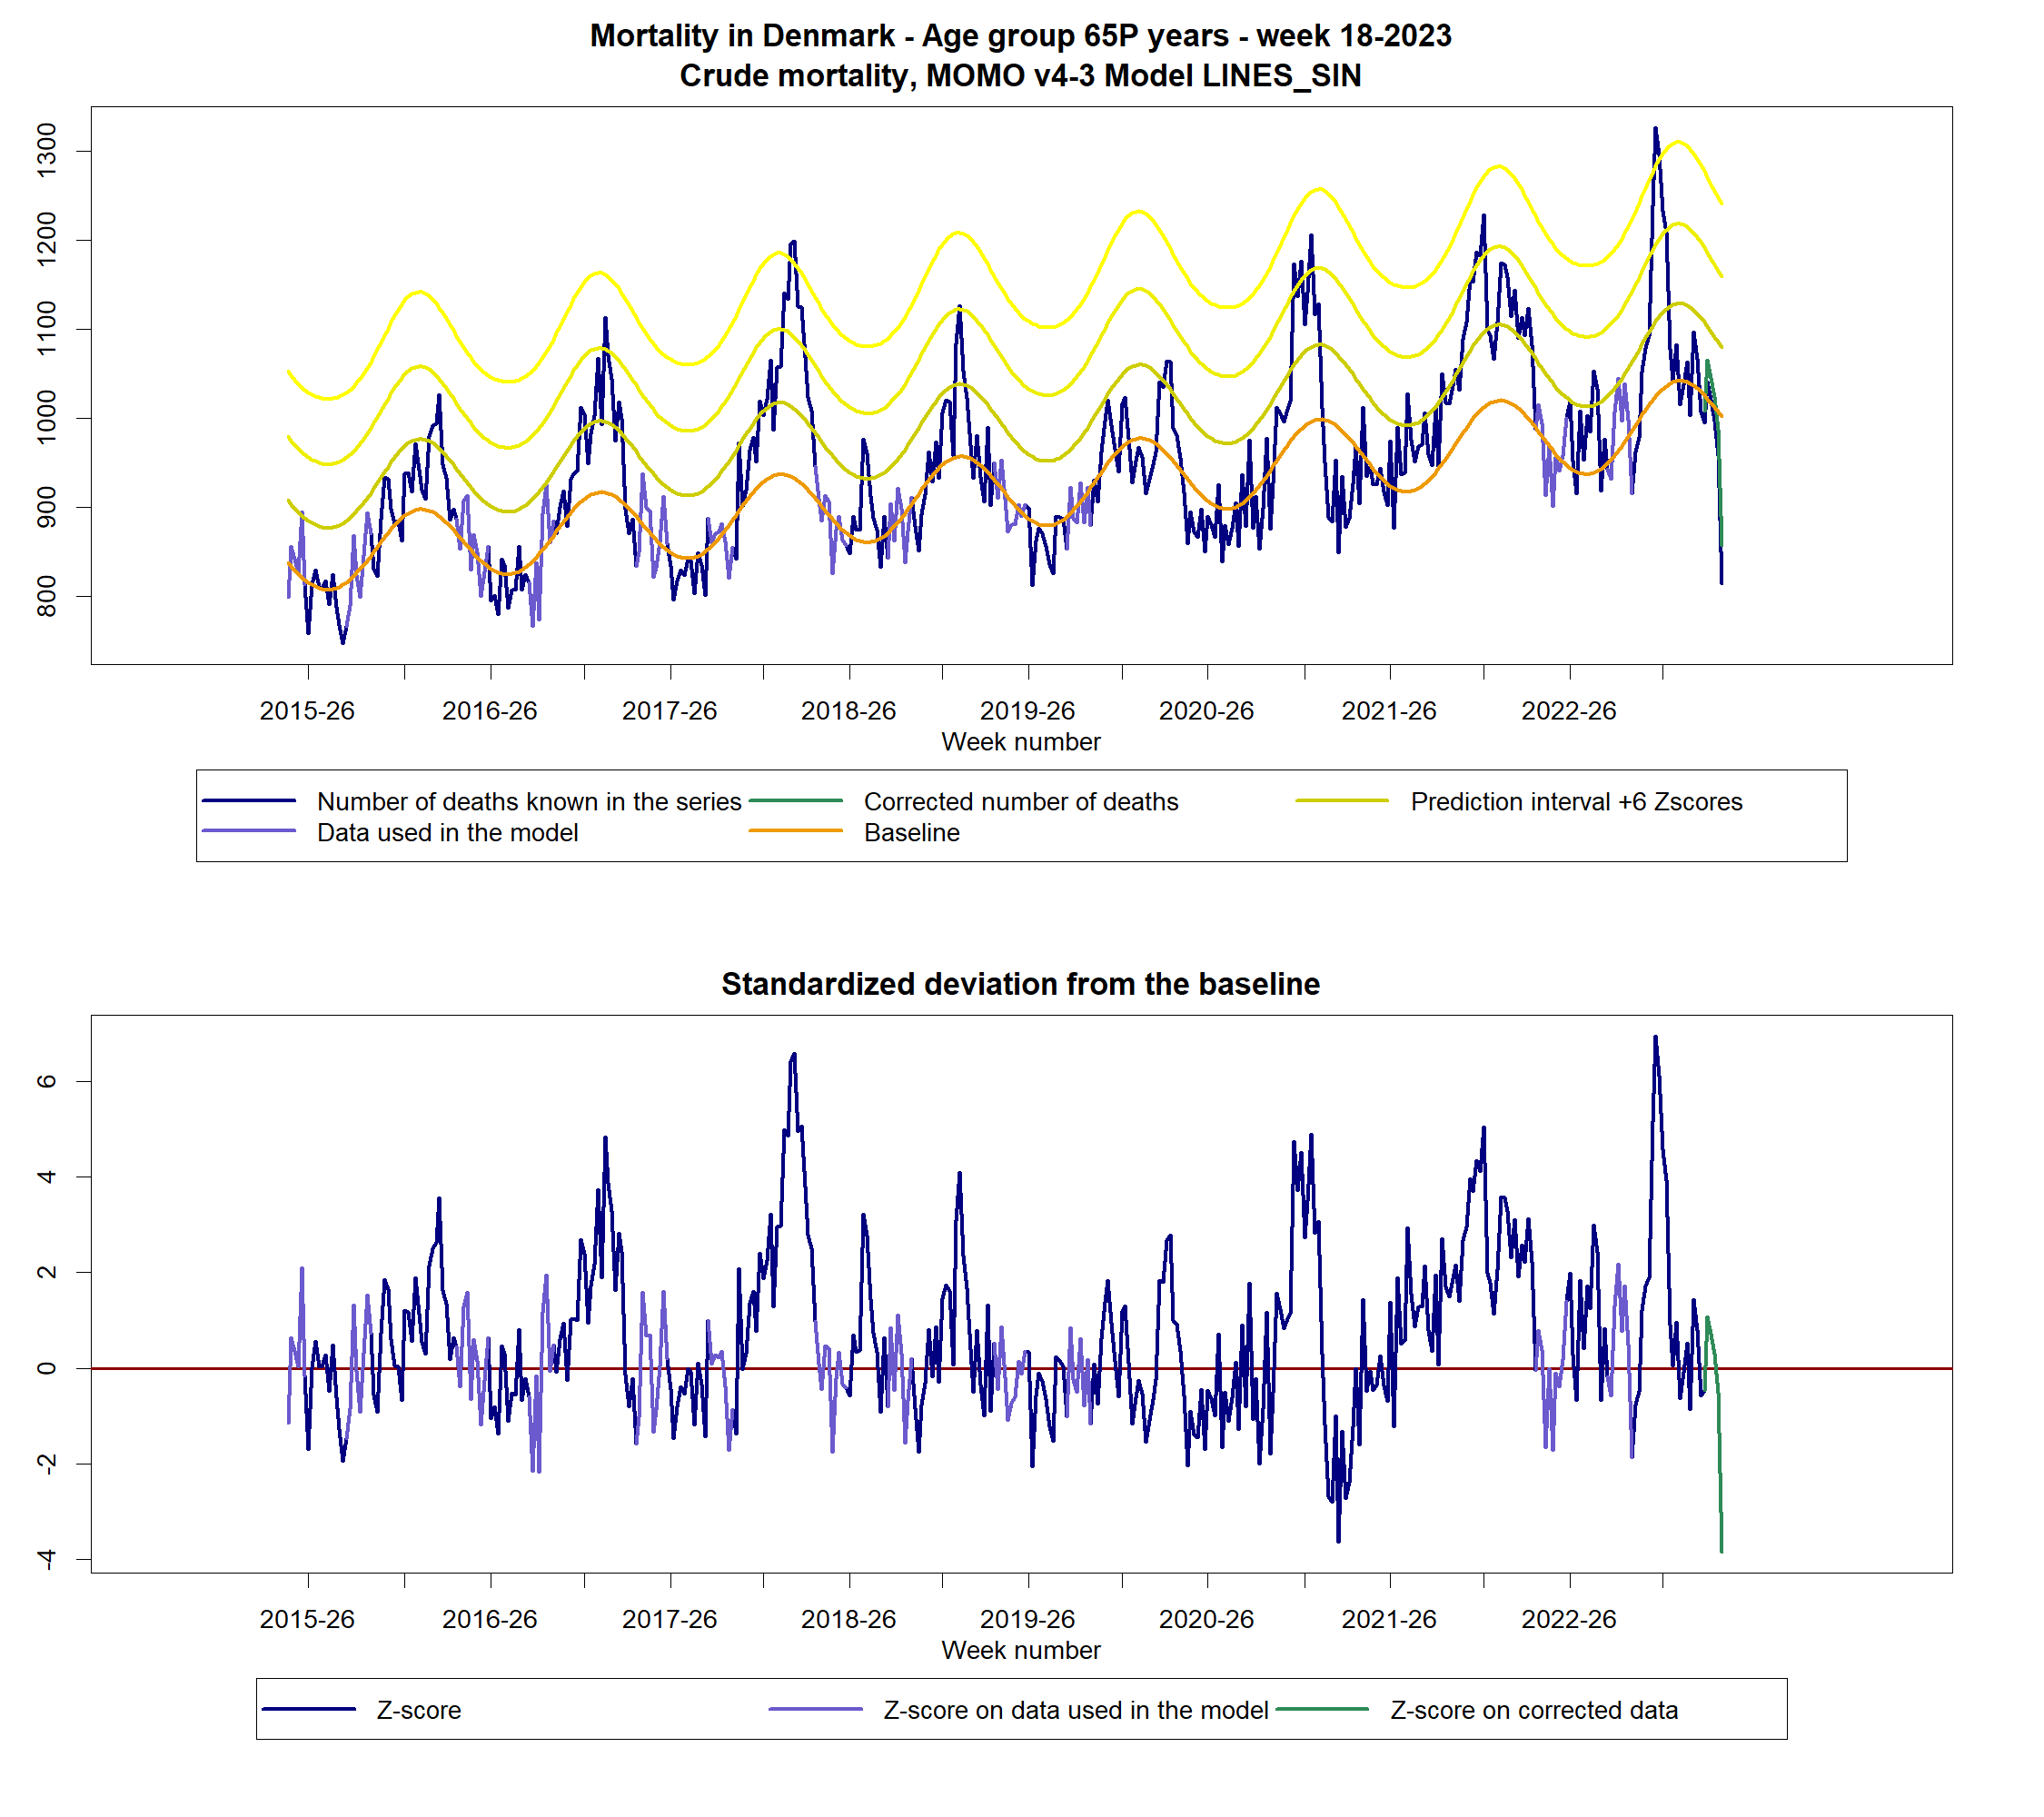 Mortality in Denmark - Age group 65P years - week 18-2023
Crude mortality, MOMO v4-3 Model LINES_SIN
1300
1200
1100
1000
900
800
2015-26 2016-26 2017-26 2018-26 2019-26 2020-26 2021-26 2022-26
Week number
Number of deaths known in the series Corrected number of deaths Prediction interval +6 Zscores
Data used in the model Baseline
Standardized deviation from the baseline
6
4
2
0
-2
-4
2015-26 2016-26 2017-26 2018-26 2019-26 2020-26 2021-26 2022-26
Week number
Z-score Z-score on data used in the model Z-score on corrected data